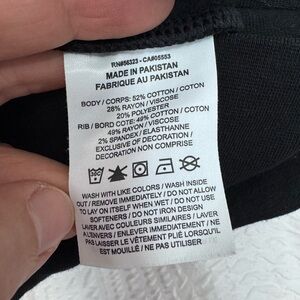 RN#56323 - CA#05553
MADE IN PAKISTAN
FABRIQUE AU PAKISTAN
BODY / CORPS: 52% COTTON / COTON
28% RAYON / VISCOSE
20% POLYESTER
RIB / BORD COTE: 49% COTTON / COTON
49% RAYON / VISCOSE
2% SPANDEX / ELASTHANNE
EXCLUSIVE OF DECORATION /
DECORATION NON COMPRISE
WASH WITH LIKE COLORS / WASH INSIDE
OUT / REMOVE IMMEDIATELY / DO NOT ALLOW
TO LAY ON ITSELF WHEN WET / DO NOT USE
SOFTENERS / DO NOT IRON DESIGN
LAVER AVEC COULEURS SIMILAIRES / LAVER
A L'ENVERS / ENLEVER IMMEDIATEMENT / NE
PAS LAISSER LE VÊTEMENT PLIÉ LORSQU'IL
EST MOUILLÉ / NE PAS UTILISER